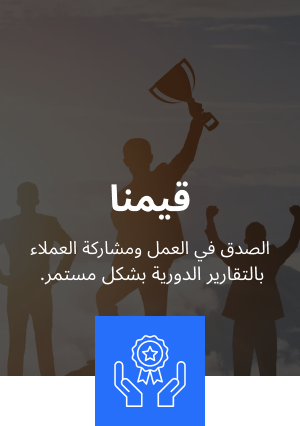 قيمنا
الصدق في العمل ومشاركة العملاء
بالتقارير الدورية بشكل مستمر.